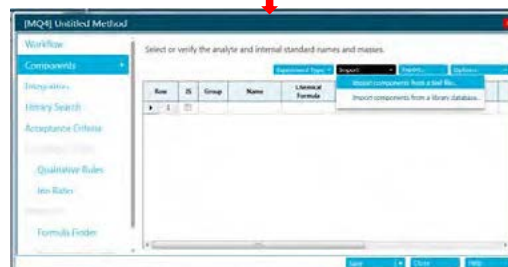 [MQ4] Untitled Method
Workflow
Select or verify the analyte and internal standard names and masses.
Components
Experiment Type Import Export Options
Integration
Row IS Group Name Chemical Formula
Import components from a text file...
Import components from a library database...
1
Library Search
Acceptance Criteria
Qualitative Rules
Ion Ratios
Formula Finder
Save Close Help